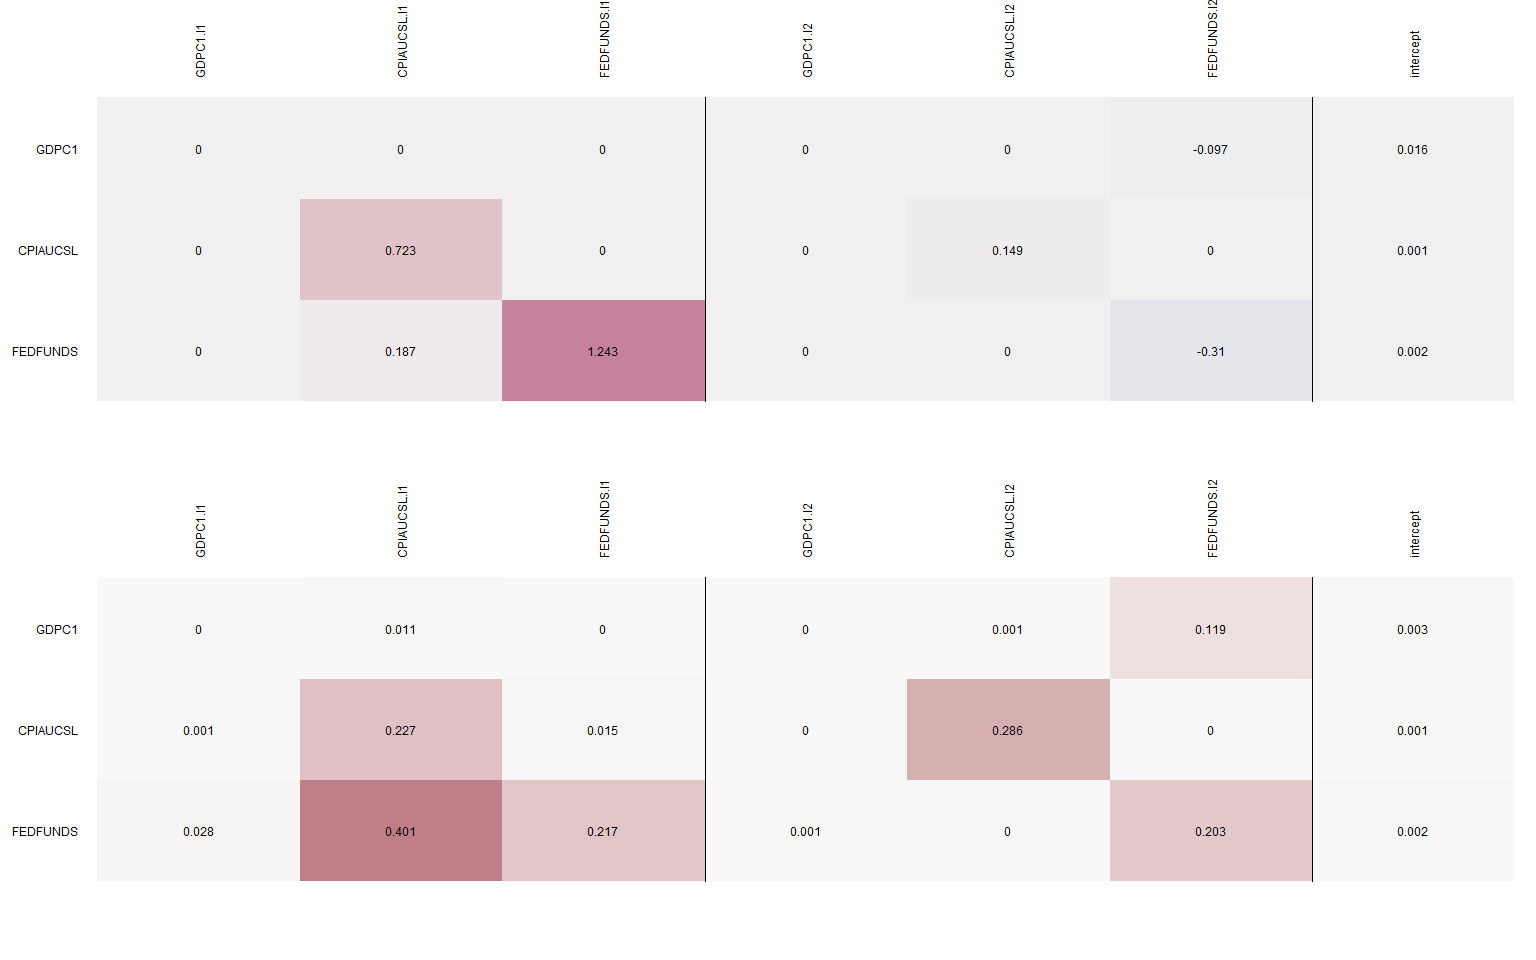 GDPC1.l1 CPIAUCSL.l1 FEDFUNDS.l1 GDPC1.l2 CPIAUCSL.l2 FEDFUNDS.l2 intercept
GDPC1 0 0 0 0 0 -0.097 0.016
CPIAUCSL 0 0.723 0 0 0.149 0 0.001
FEDFUNDS 0 0.187 1.243 0 0 -0.31 0.002
GDPC1.l1 CPIAUCSL.l1 FEDFUNDS.l1 GDPC1.l2 CPIAUCSL.l2 FEDFUNDS.l2 intercept
GDPC1 0 0.011 0 0 0.001 0.119 0.003
CPIAUCSL 0.001 0.227 0.015 0 0.286 0 0.001
FEDFUNDS 0.028 0.401 0.217 0.001 0 0.203 0.002